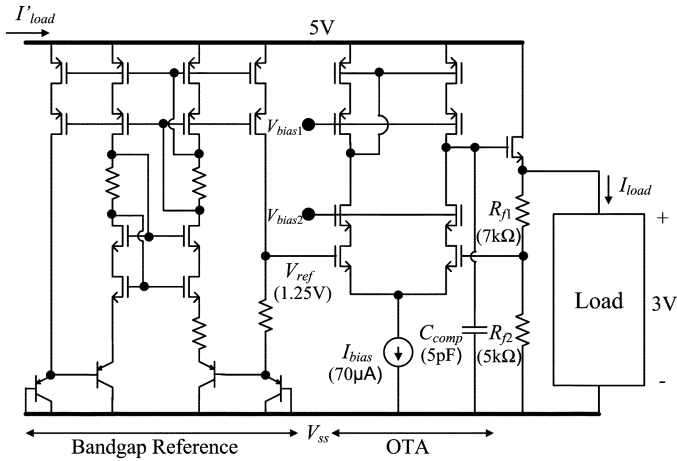 I'load
5V
Vbias1
Vbias2
Vref
(1.25V)
Ibias
(70µA)
Ccomp
(5pF)
Rf1
(7kΩ)
Rf2
(5kΩ)
Iload
Load
+
3V
-
Bandgap Reference
Vss
OTA